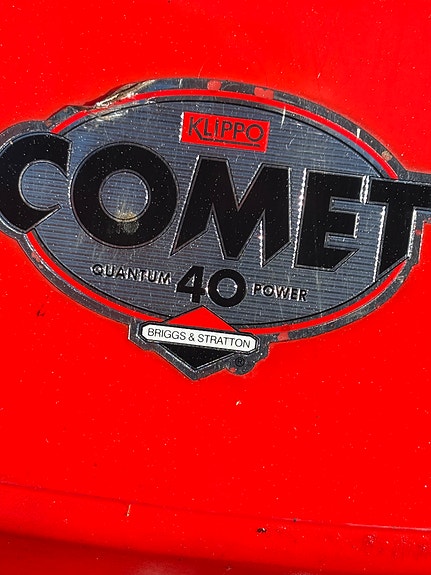 KLIPPO
COMET
QUANTUM 40 POWER
BRIGGS & STRATTON
®